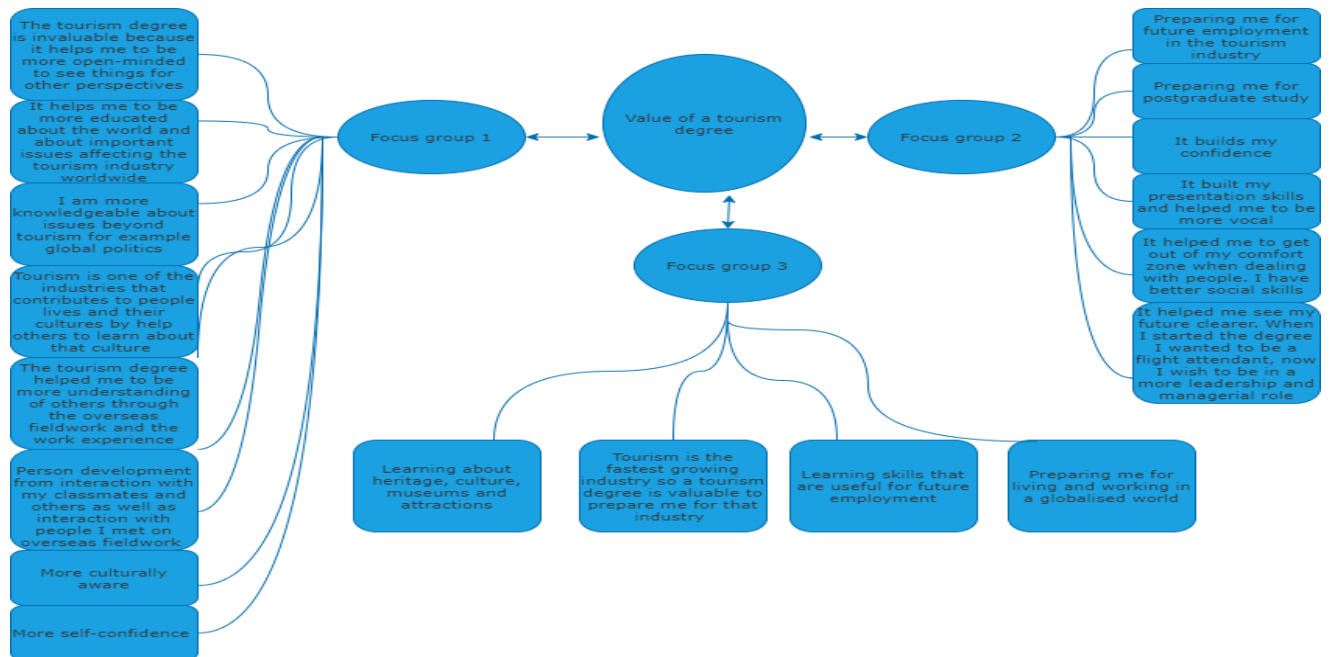 The tourism degree
is invaluable because
it helps me to be
more open-minded
to see things for
other perspectives
It helps me to be
more educated
about the world and
about important
issues affecting the
tourism industry
worldwide
I am more
knowledgeable about
issues beyond
tourism for example
global politics
Tourism is one of the
industries that
contributes to people
lives and their
cultures by help
others to learn about
that culture
The tourism degree
helped me to be
more understanding
of others through
the overseas
fieldwork and the
work experience
Person development
from interaction with
my classmates and
others as well as
interaction with
people I met on
overseas fieldwork
More culturally
aware
More self-confidence
Focus group 1
Value of a tourism
degree
Focus group 2
Focus group 3
Preparing me for
future employment
in the tourism
industry
Preparing me for
postgraduate study
It builds my
confidence
It built my
presentation skills
and helped me to be
more vocal
It helped me to get
out of my comfort
zone when dealing
with people. I have
better social skills
It helped me see my
future clearer. When
I started the degree
I wanted to be a
flight attendant, now
I wish to be in a
more leadership and
managerial role
Learning about
heritage, culture,
museums and
attractions
Tourism is the
fastest growing
industry so a tourism
degree is valuable to
prepare me for that
industry
Learning skills that
are useful for future
employment
Preparing me for
living and working in
a globalised world